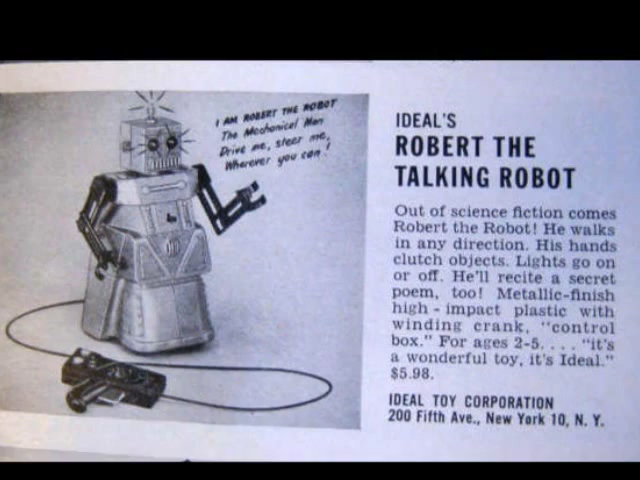 I AM ROBERT THE ROBOT
The Mechanical Man
Drive me, steer me,
Wherever you can!
IDEAL'S
ROBERT THE
TALKING ROBOT
Out of science fiction comes
Robert the Robot! He walks
in any direction. His hands
clutch objects. Lights go on
or off. He'll recite a secret
poem, too! Metallic-finish
high - impact plastic with
winding crank, "control
box." For ages 2-5. . . . "it's
a wonderful toy, it's Ideal."
$5.98.
IDEAL TOY CORPORATION
200 Fifth Ave., New York 10, N. Y.